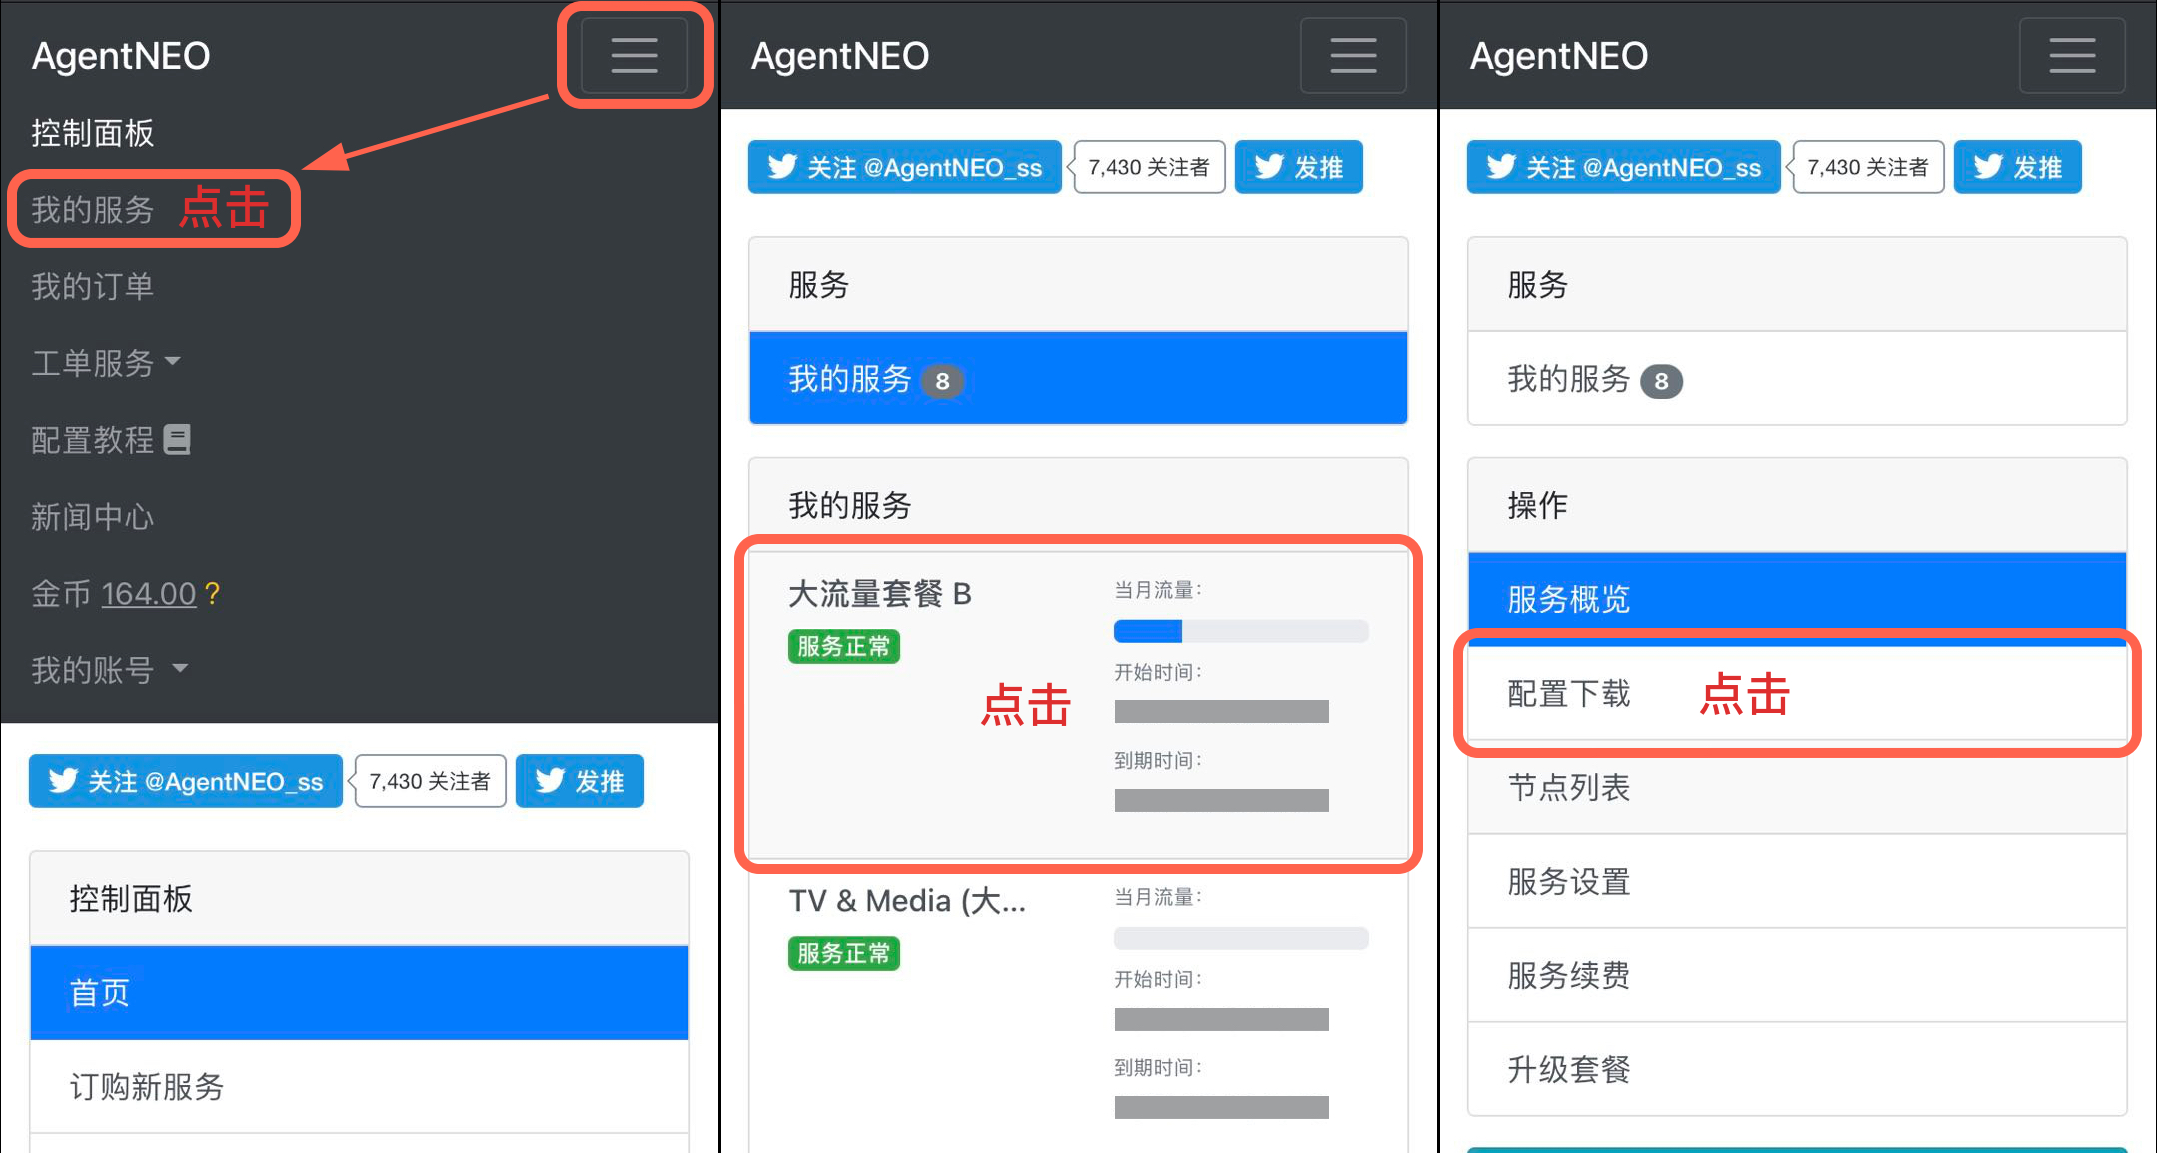 AgentNEO
控制面板
我的服务 点击
我的订单
工单服务
配置教程
新闻中心
金币 164.00 ?
我的账号
关注 @AgentNEO_ss 7,430 关注者 发推
控制面板
首页
订购新服务
AgentNEO
关注 @AgentNEO_ss 7,430 关注者 发推
服务
我的服务 8
我的服务
大流量套餐 B
服务正常
当月流量:
开始时间:
点击
到期时间:
TV & Media (大...
服务正常
当月流量:
开始时间:
到期时间:
AgentNEO
关注 @AgentNEO_ss 7,430 关注者 发推
服务
我的服务 8
操作
服务概览
配置下载 点击
节点列表
服务设置
服务续费
升级套餐